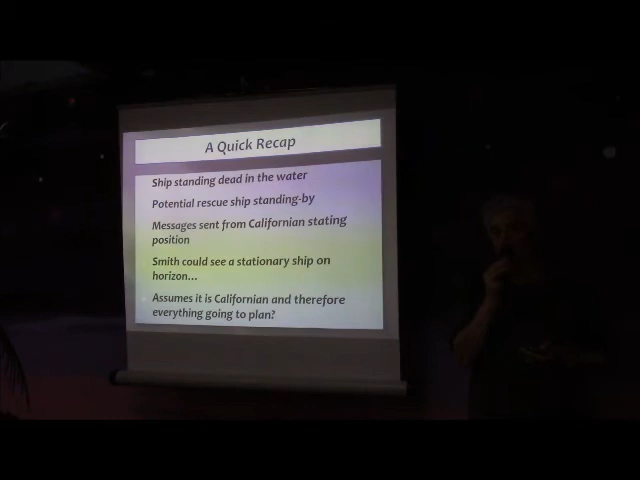 A Quick Recap
Ship standing dead in the water
Potential rescue ship standing-by
Messages sent from Californian stating
position
Smith could see a stationary ship on
horizon...
Assumes it is Californian and therefore
everything going to plan?